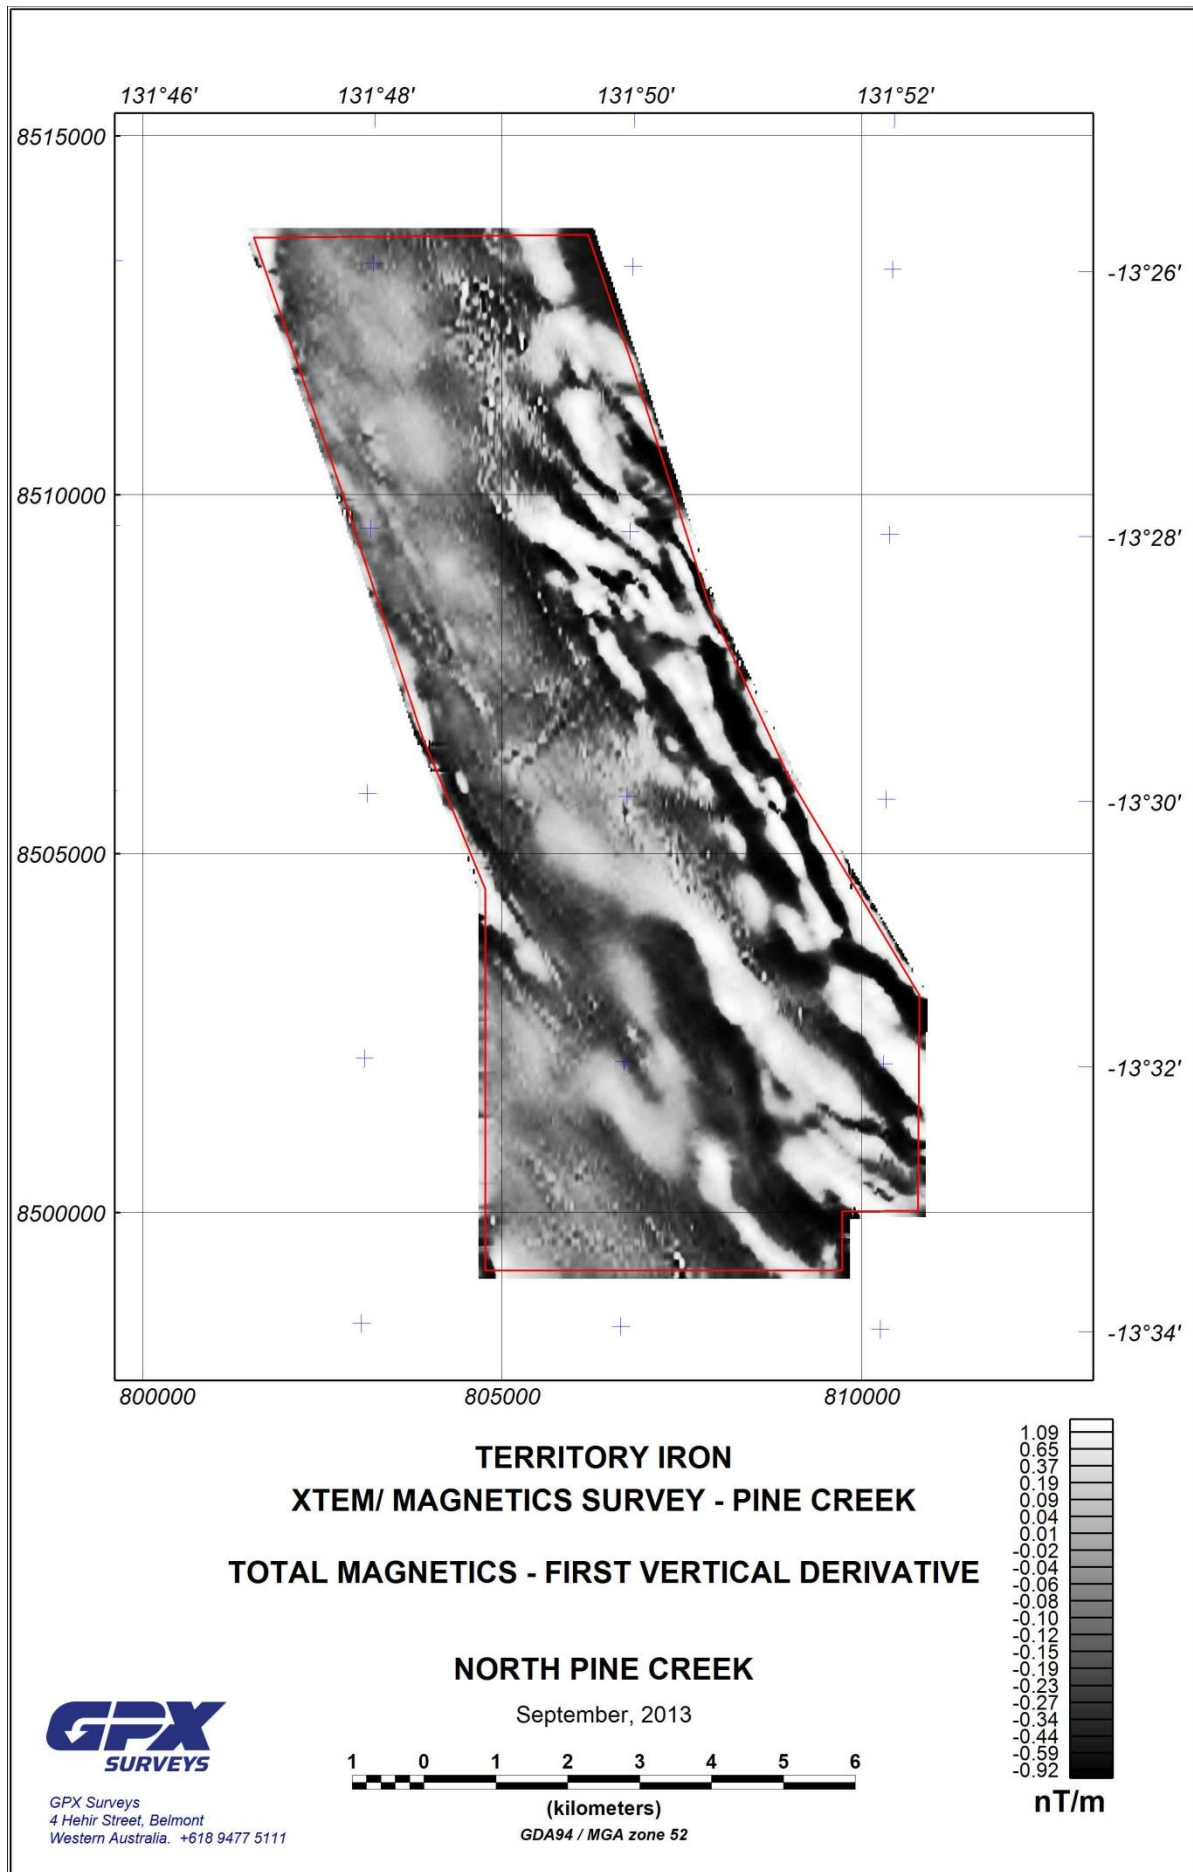 131°46'
131°48'
131°50'
131°52'
8515000
-13°26'
8510000
-13°28'
-13°30'
8505000
-13°32'
8500000
-13°34'
800000
805000
810000
TERRITORY IRON
XTEM/ MAGNETICS SURVEY - PINE CREEK
TOTAL MAGNETICS - FIRST VERTICAL DERIVATIVE
NORTH PINE CREEK
September, 2013
1 0 1 2 3 4 5 6
(kilometers)
GDA94 / MGA zone 52
1.09
0.65
0.37
0.19
0.09
0.04
0.01
-0.02
-0.04
-0.06
-0.08
-0.10
-0.12
-0.15
-0.19
-0.23
-0.27
-0.34
-0.44
-0.59
-0.92
nT/m
GPX
SURVEYS
GPX Surveys
4 Hehir Street, Belmont
Western Australia. +618 9477 5111